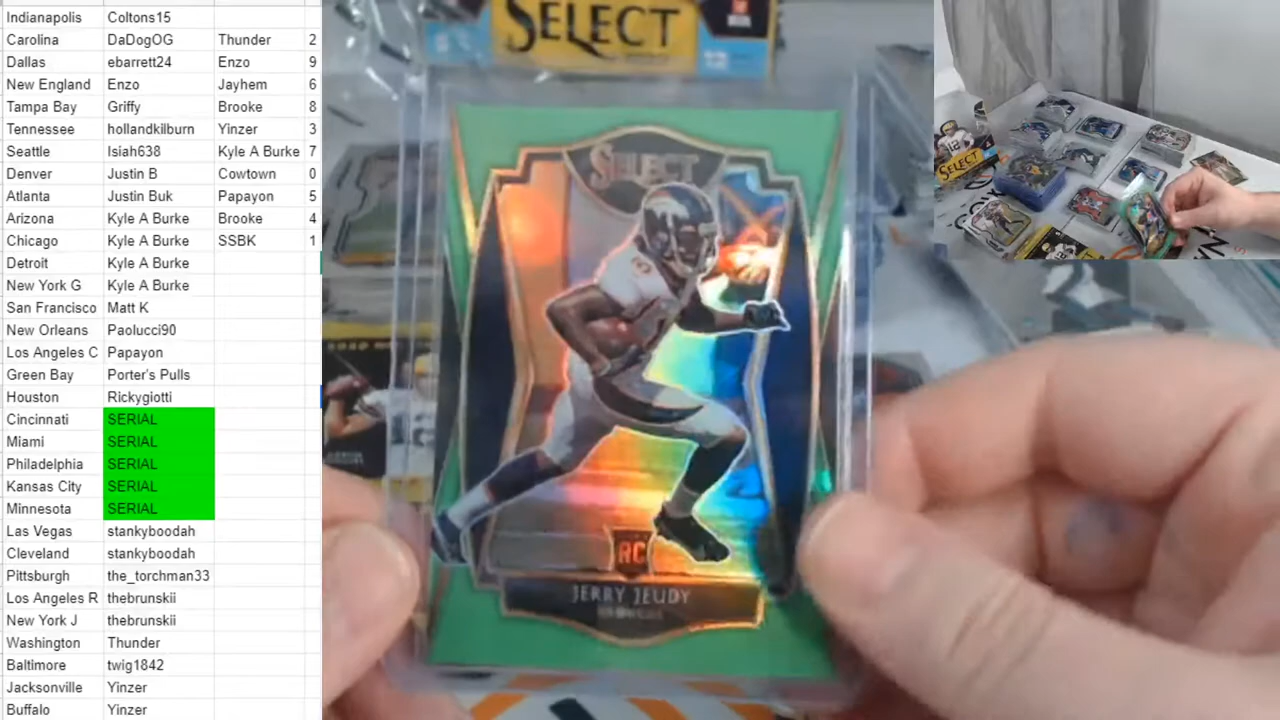 Indianapolis Coltons15
Carolina DaDogOG Thunder 2
Dallas ebarrett24 Enzo 9
New England Enzo Jayhem 6
Tampa Bay Griffy Brooke 8
Tennessee hollandkilburn Yinzer 3
Seattle Isiah638 Kyle A Burke 7
Denver Justin B Cowtown 0
Atlanta Justin Buk Papayon 5
Arizona Kyle A Burke Brooke 4
Chicago Kyle A Burke SSBK 1
Detroit Kyle A Burke
New York G Kyle A Burke
San Francisco Matt K
New Orleans Paolucci90
Los Angeles C Papayon
Green Bay Porter's Pulls
Houston Rickygiotti
Cincinnati SERIAL
Miami SERIAL
Philadelphia SERIAL
Kansas City SERIAL
Minnesota SERIAL
Las Vegas stankyboodah
Cleveland stankyboodah
Pittsburgh the_torchman33
Los Angeles R thebrunskii
New York J thebrunskii
Washington Thunder
Baltimore twig1842
Jacksonville Yinzer
Buffalo Yinzer
SELECT
SELECT
RC
JERRY JEUDY
SELECT
12